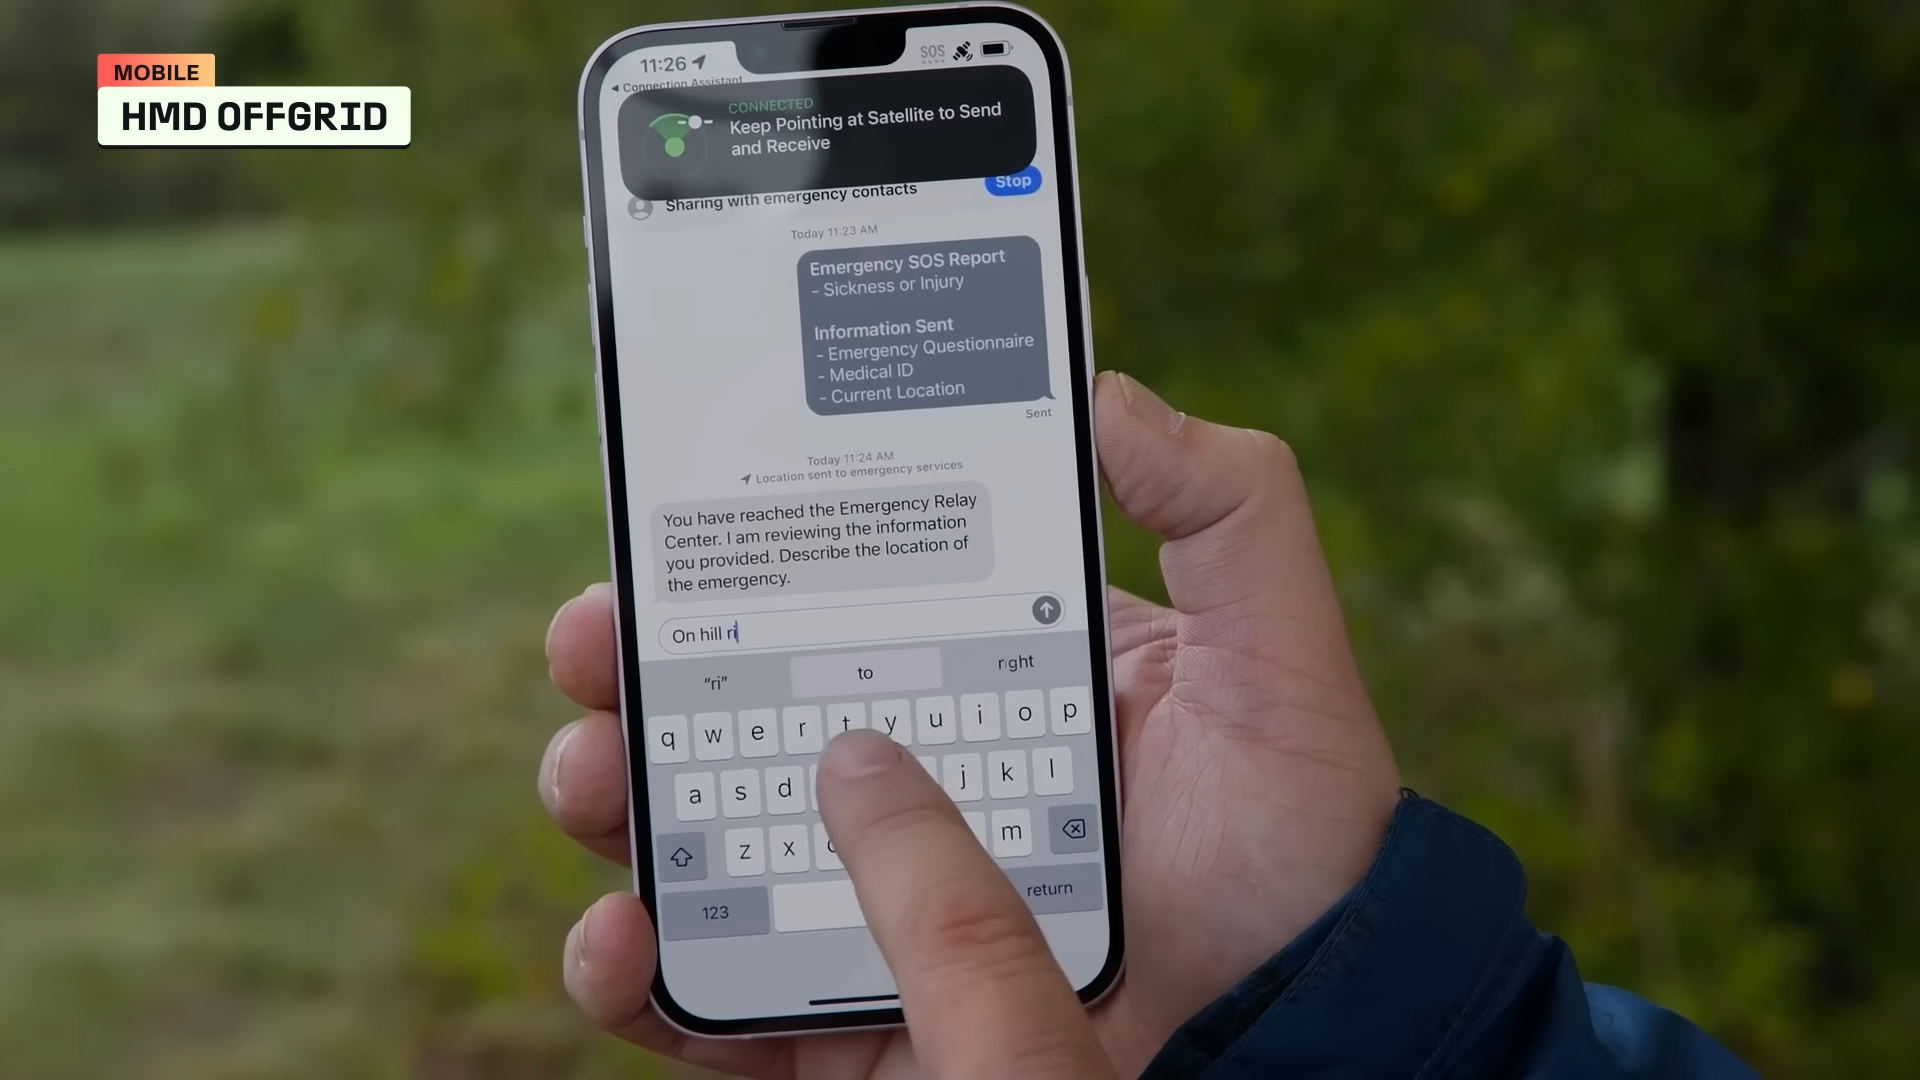 MOBILE
HMD OFFGRID
11:26
SOS
Connection Assistant
CONNECTED
Keep Pointing at Satellite to Send
and Receive
Sharing with emergency contacts
Stop
Today 11:23 AM
Emergency SOS Report
- Sickness or Injury
Information Sent
- Emergency Questionnaire
- Medical ID
- Current Location
Sent
Today 11:24 AM
Location sent to emergency services
You have reached the Emergency Relay
Center. I am reviewing the information
you provided. Describe the location of
the emergency.
On hill ri
“ri” to right
q w e r t y u i o p
a s d j k l
z x c m
123 return